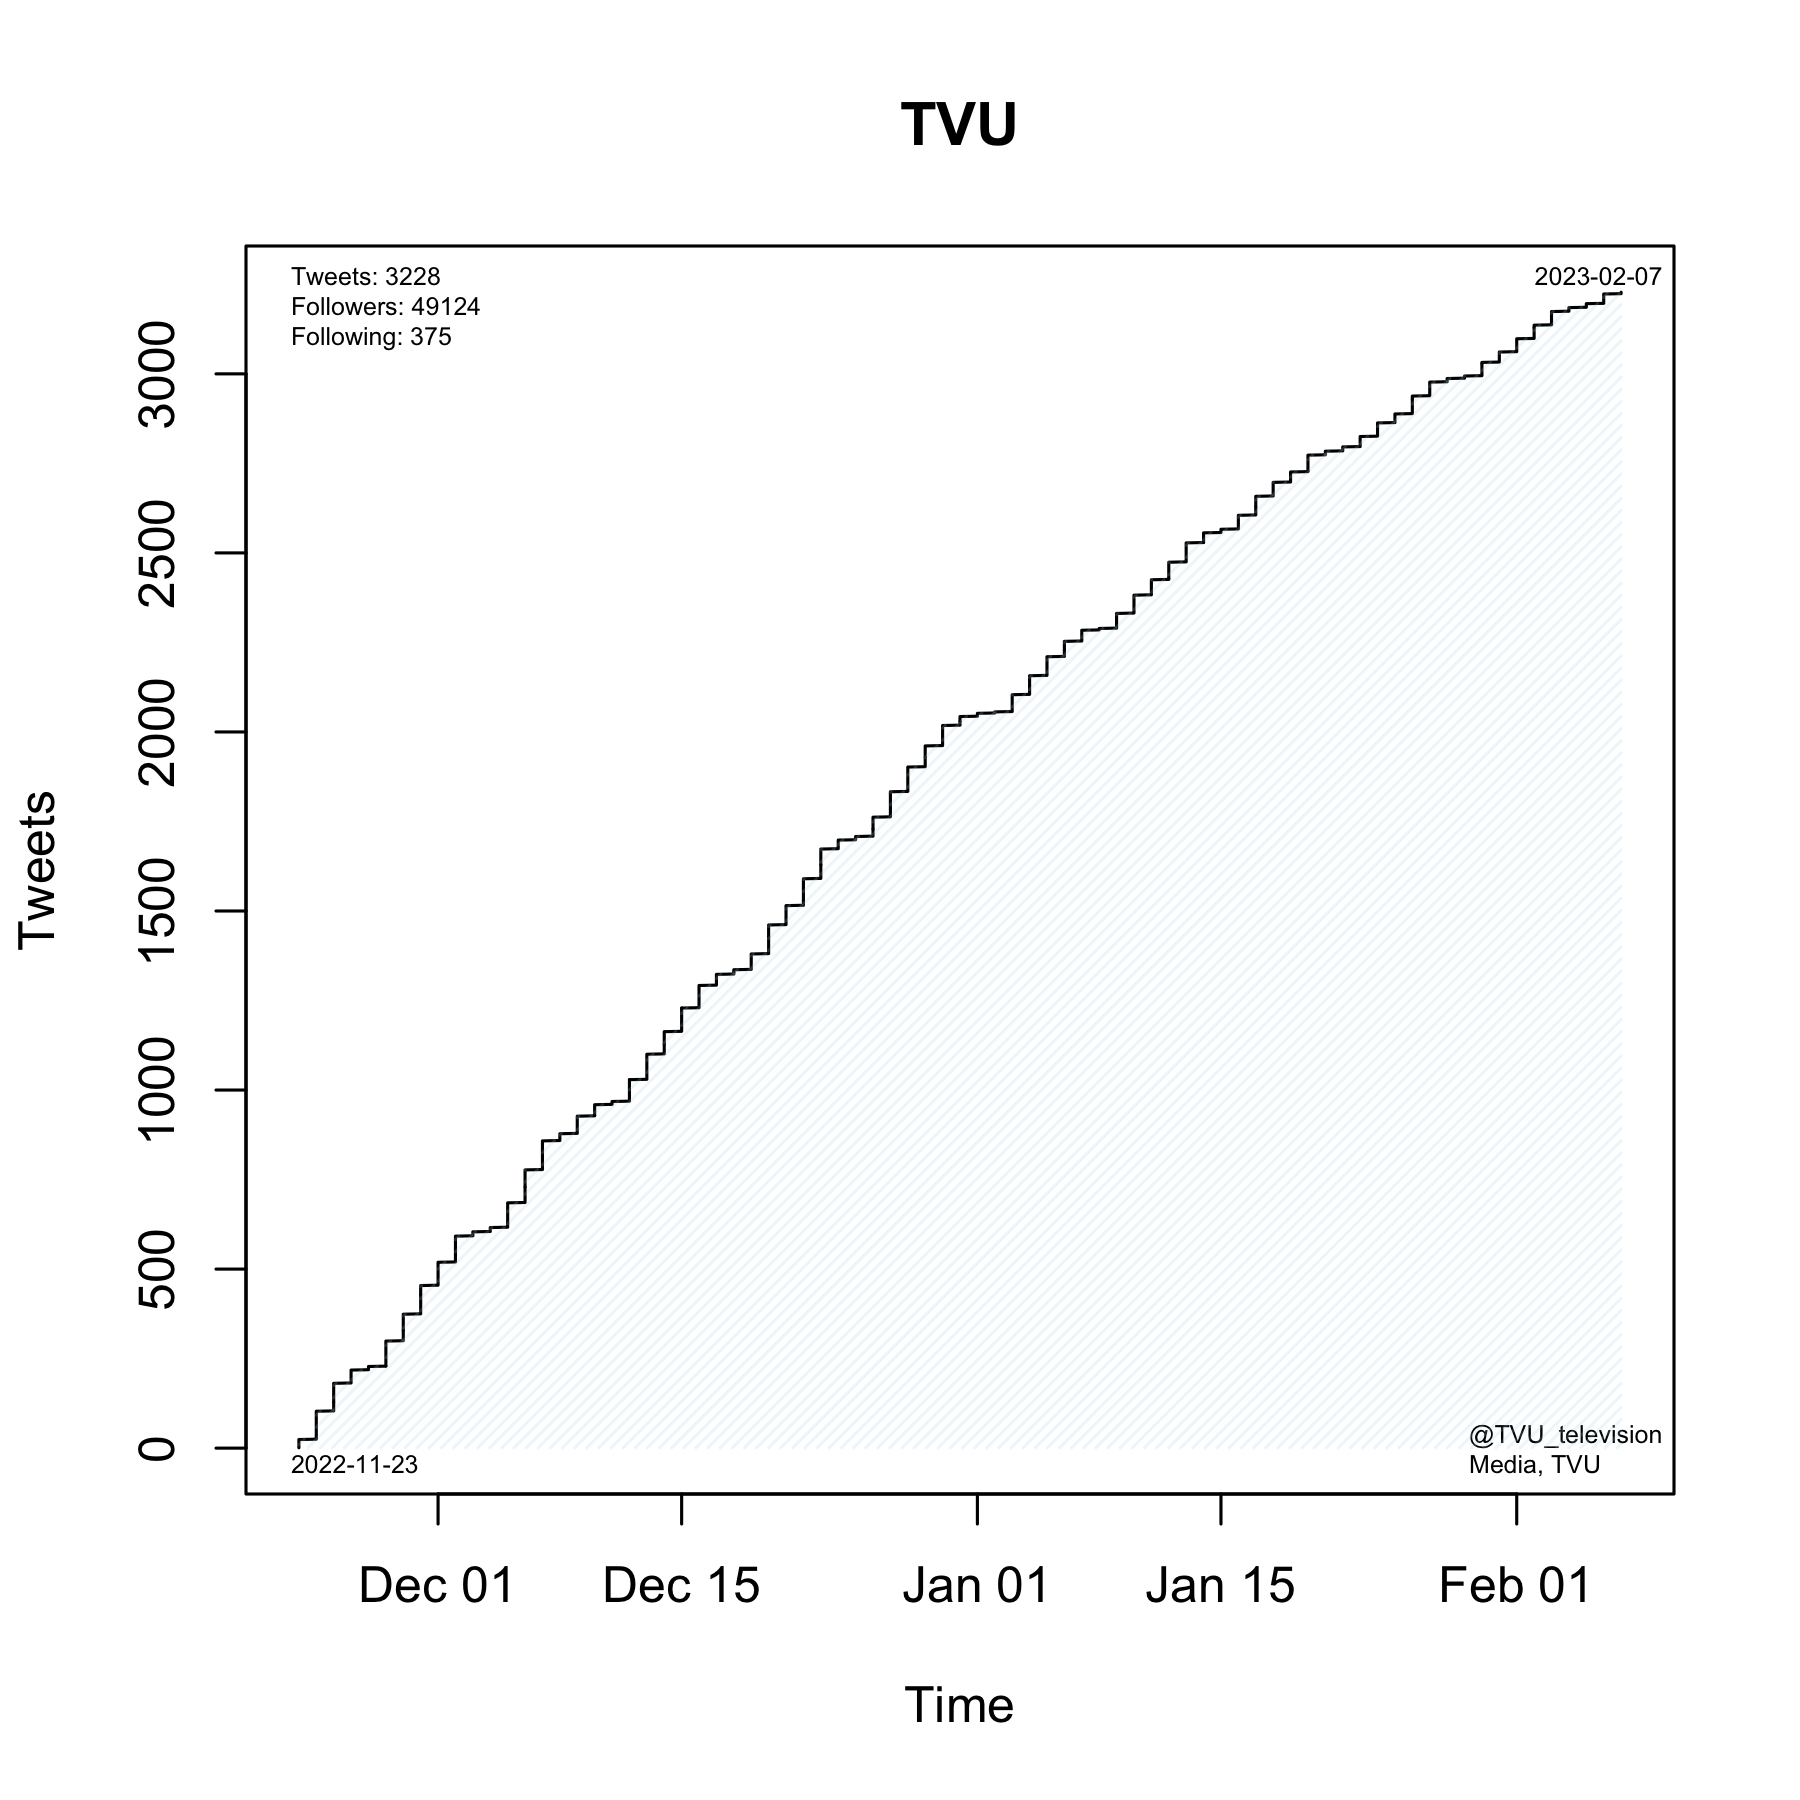 TVU
Tweets: 3228
Followers: 49124
Following: 375
2023-02-07
3000
2500
2000
1500
1000
500
0
Tweets
2022-11-23
@TVU_television
Media, TVU
Dec 01
Dec 15
Jan 01
Jan 15
Feb 01
Time